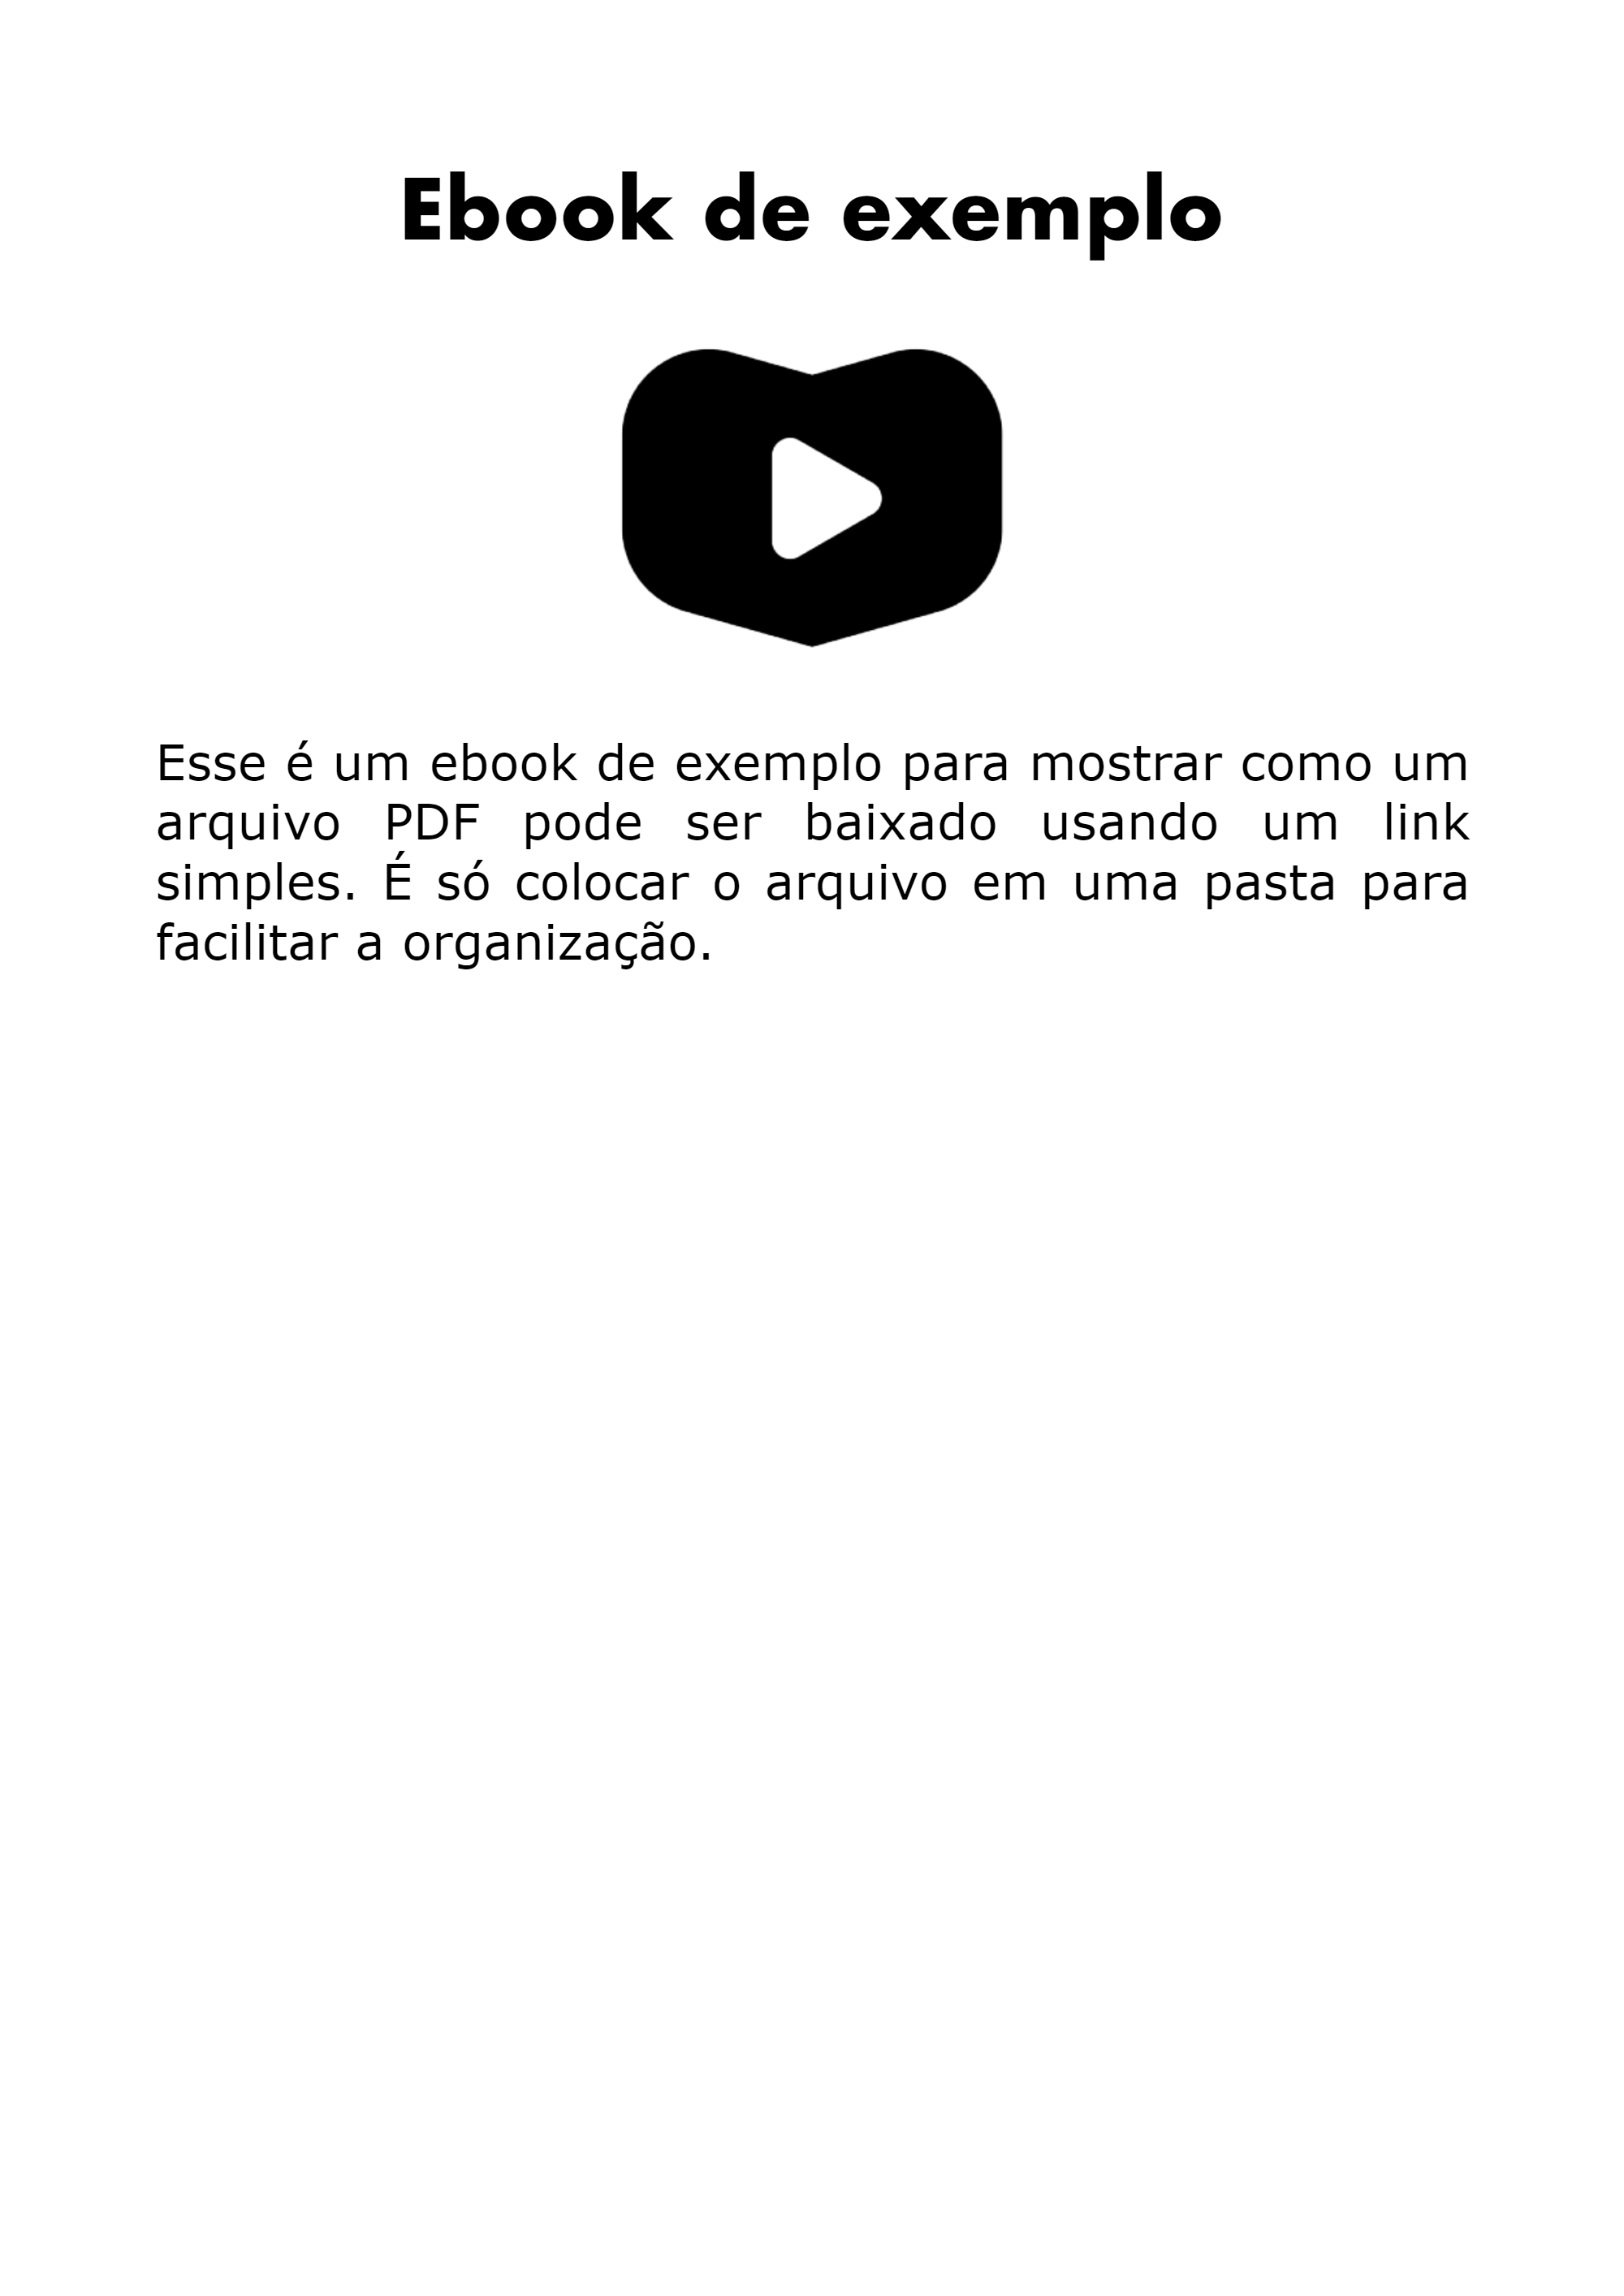 Ebook de exemplo
Esse é um ebook de exemplo para mostrar como um
arquivo PDF pode ser baixado usando um link
simples. É só colocar o arquivo em uma pasta para
facilitar a organização.